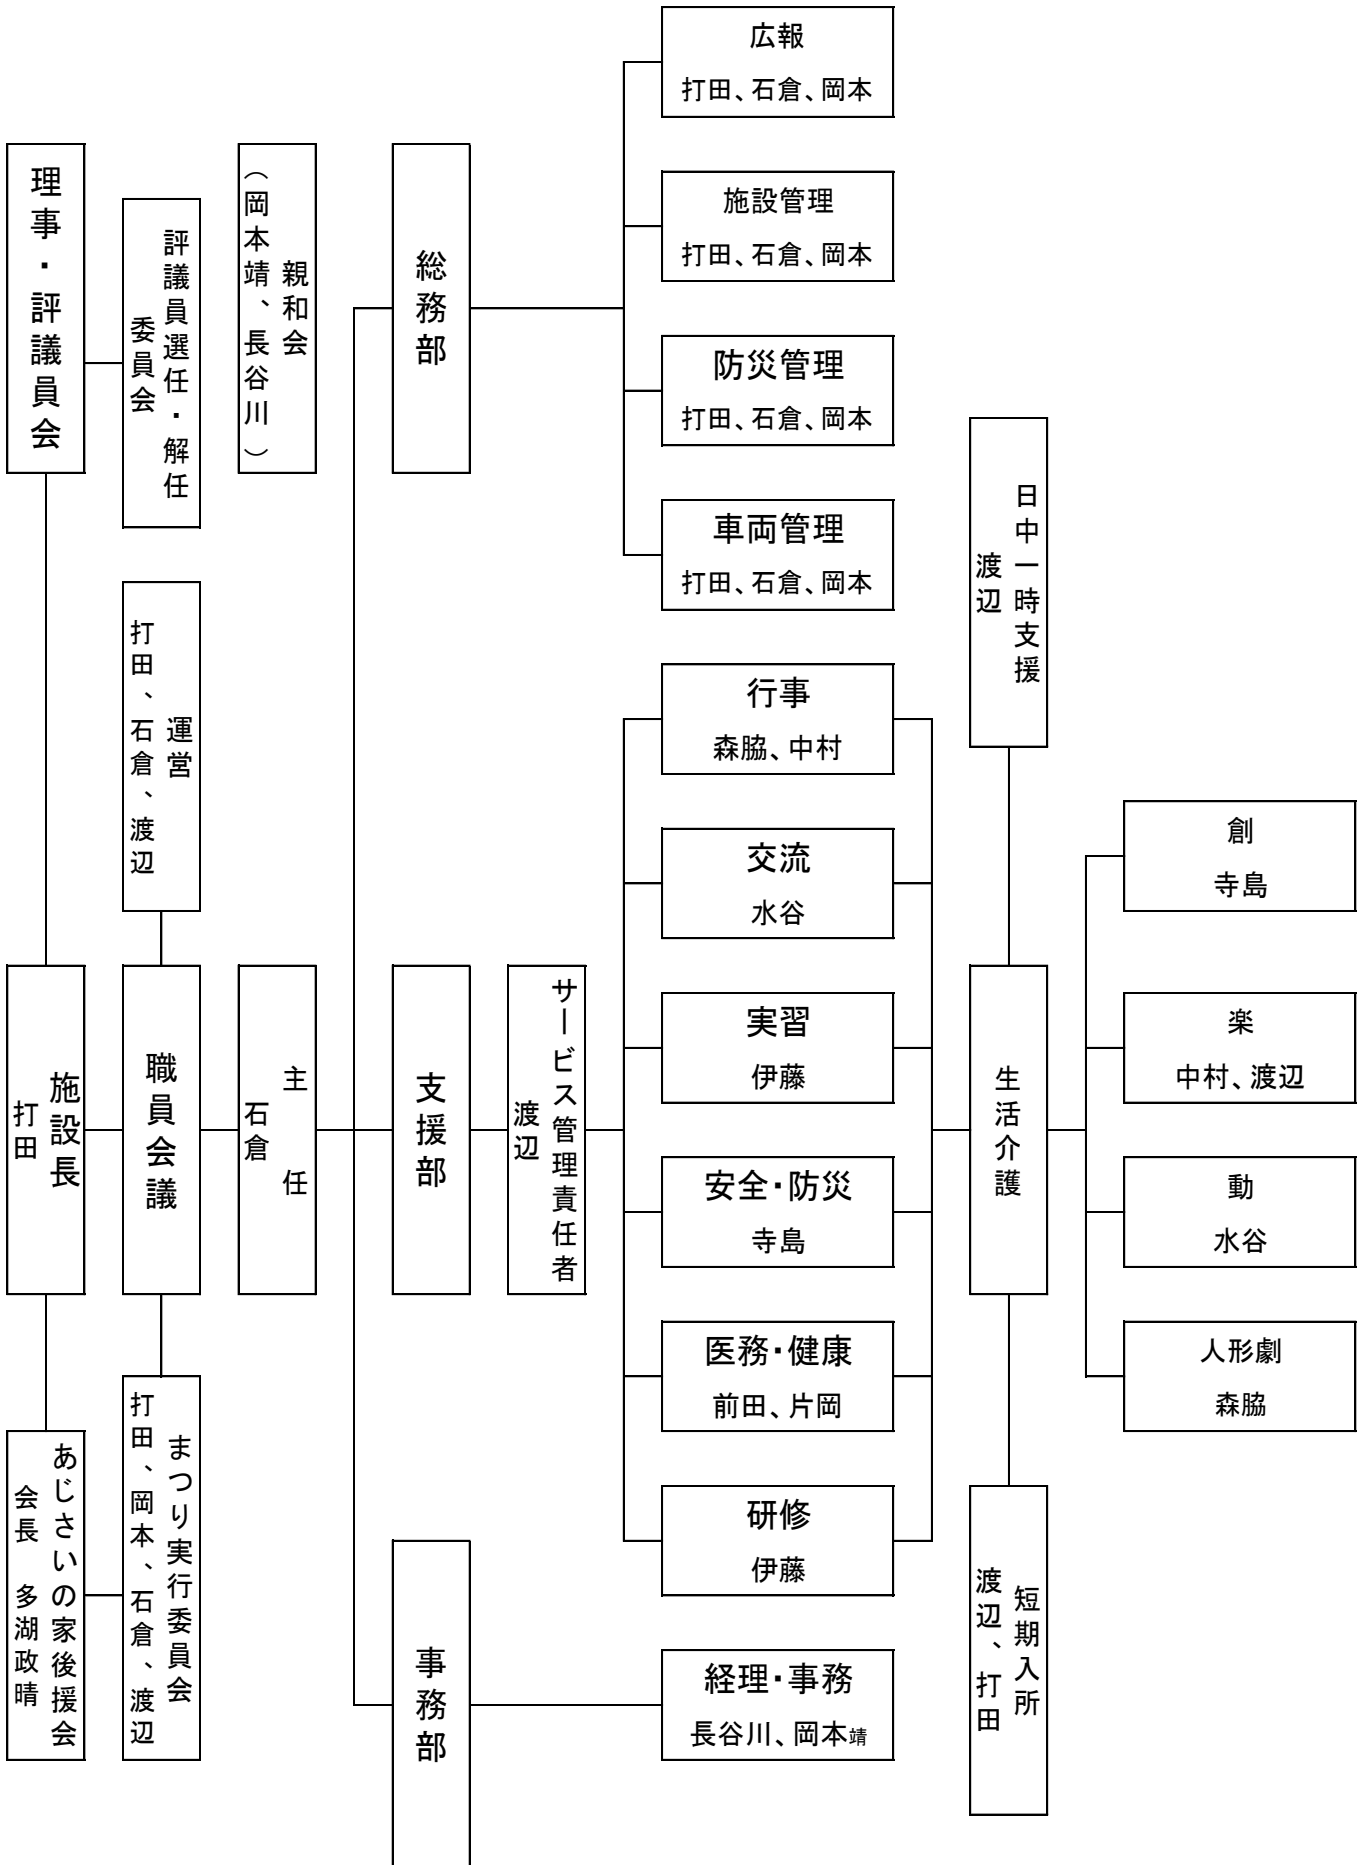 広報
打田、石倉、岡本
施設管理
打田、石倉、岡本
防災管理
打田、石倉、岡本
車両管理
打田、石倉、岡本
理事・評議員会
評議員選任・解任
委員会
親和会
（岡本靖、長谷川）
総務部
日中一時支援
渡辺
運営
打田、石倉、渡辺
行事
森脇、中村
交流
水谷
実習
伊藤
安全・防災
寺島
医務・健康
前田、片岡
研修
伊藤
施設長
打田
職員会議
主任
石倉
支援部
サービス管理責任者
渡辺
生活介護
創
寺島
楽
中村、渡辺
動
水谷
人形劇
森脇
あじさいの家後援会
会長　多湖政晴
まつり実行委員会
打田、岡本、石倉、渡辺
事務部
経理・事務
長谷川、岡本靖
短期入所
渡辺、打田